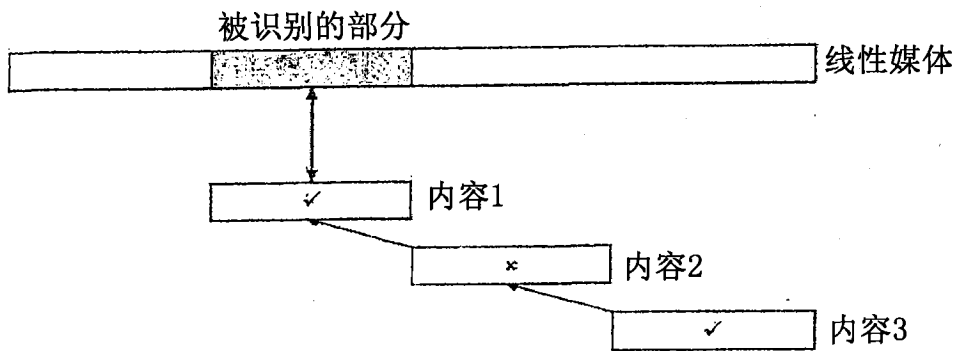 被识别的部分
线性媒体
✓ 内容1
× 内容2
✓ 内容3